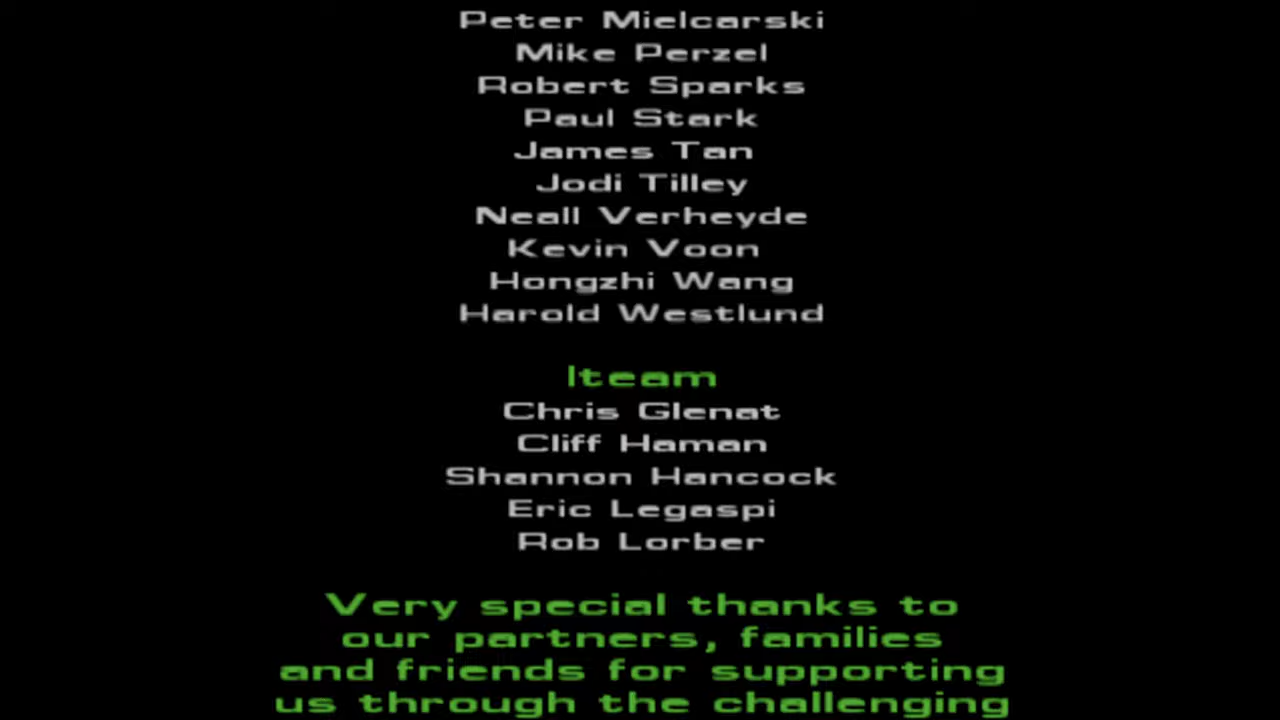 Peter Mielcarski
Mike Perzel
Robert Sparks
Paul Stark
James Tan
Jodi Tilley
Neall Verheyde
Kevin Voon
Hongzhi Wang
Harold Westlund
Iteam
Chris Glenat
Cliff Haman
Shannon Hancock
Eric Legaspi
Rob Lorber
Very special thanks to
our partners, families
and friends for supporting
us through the challenging